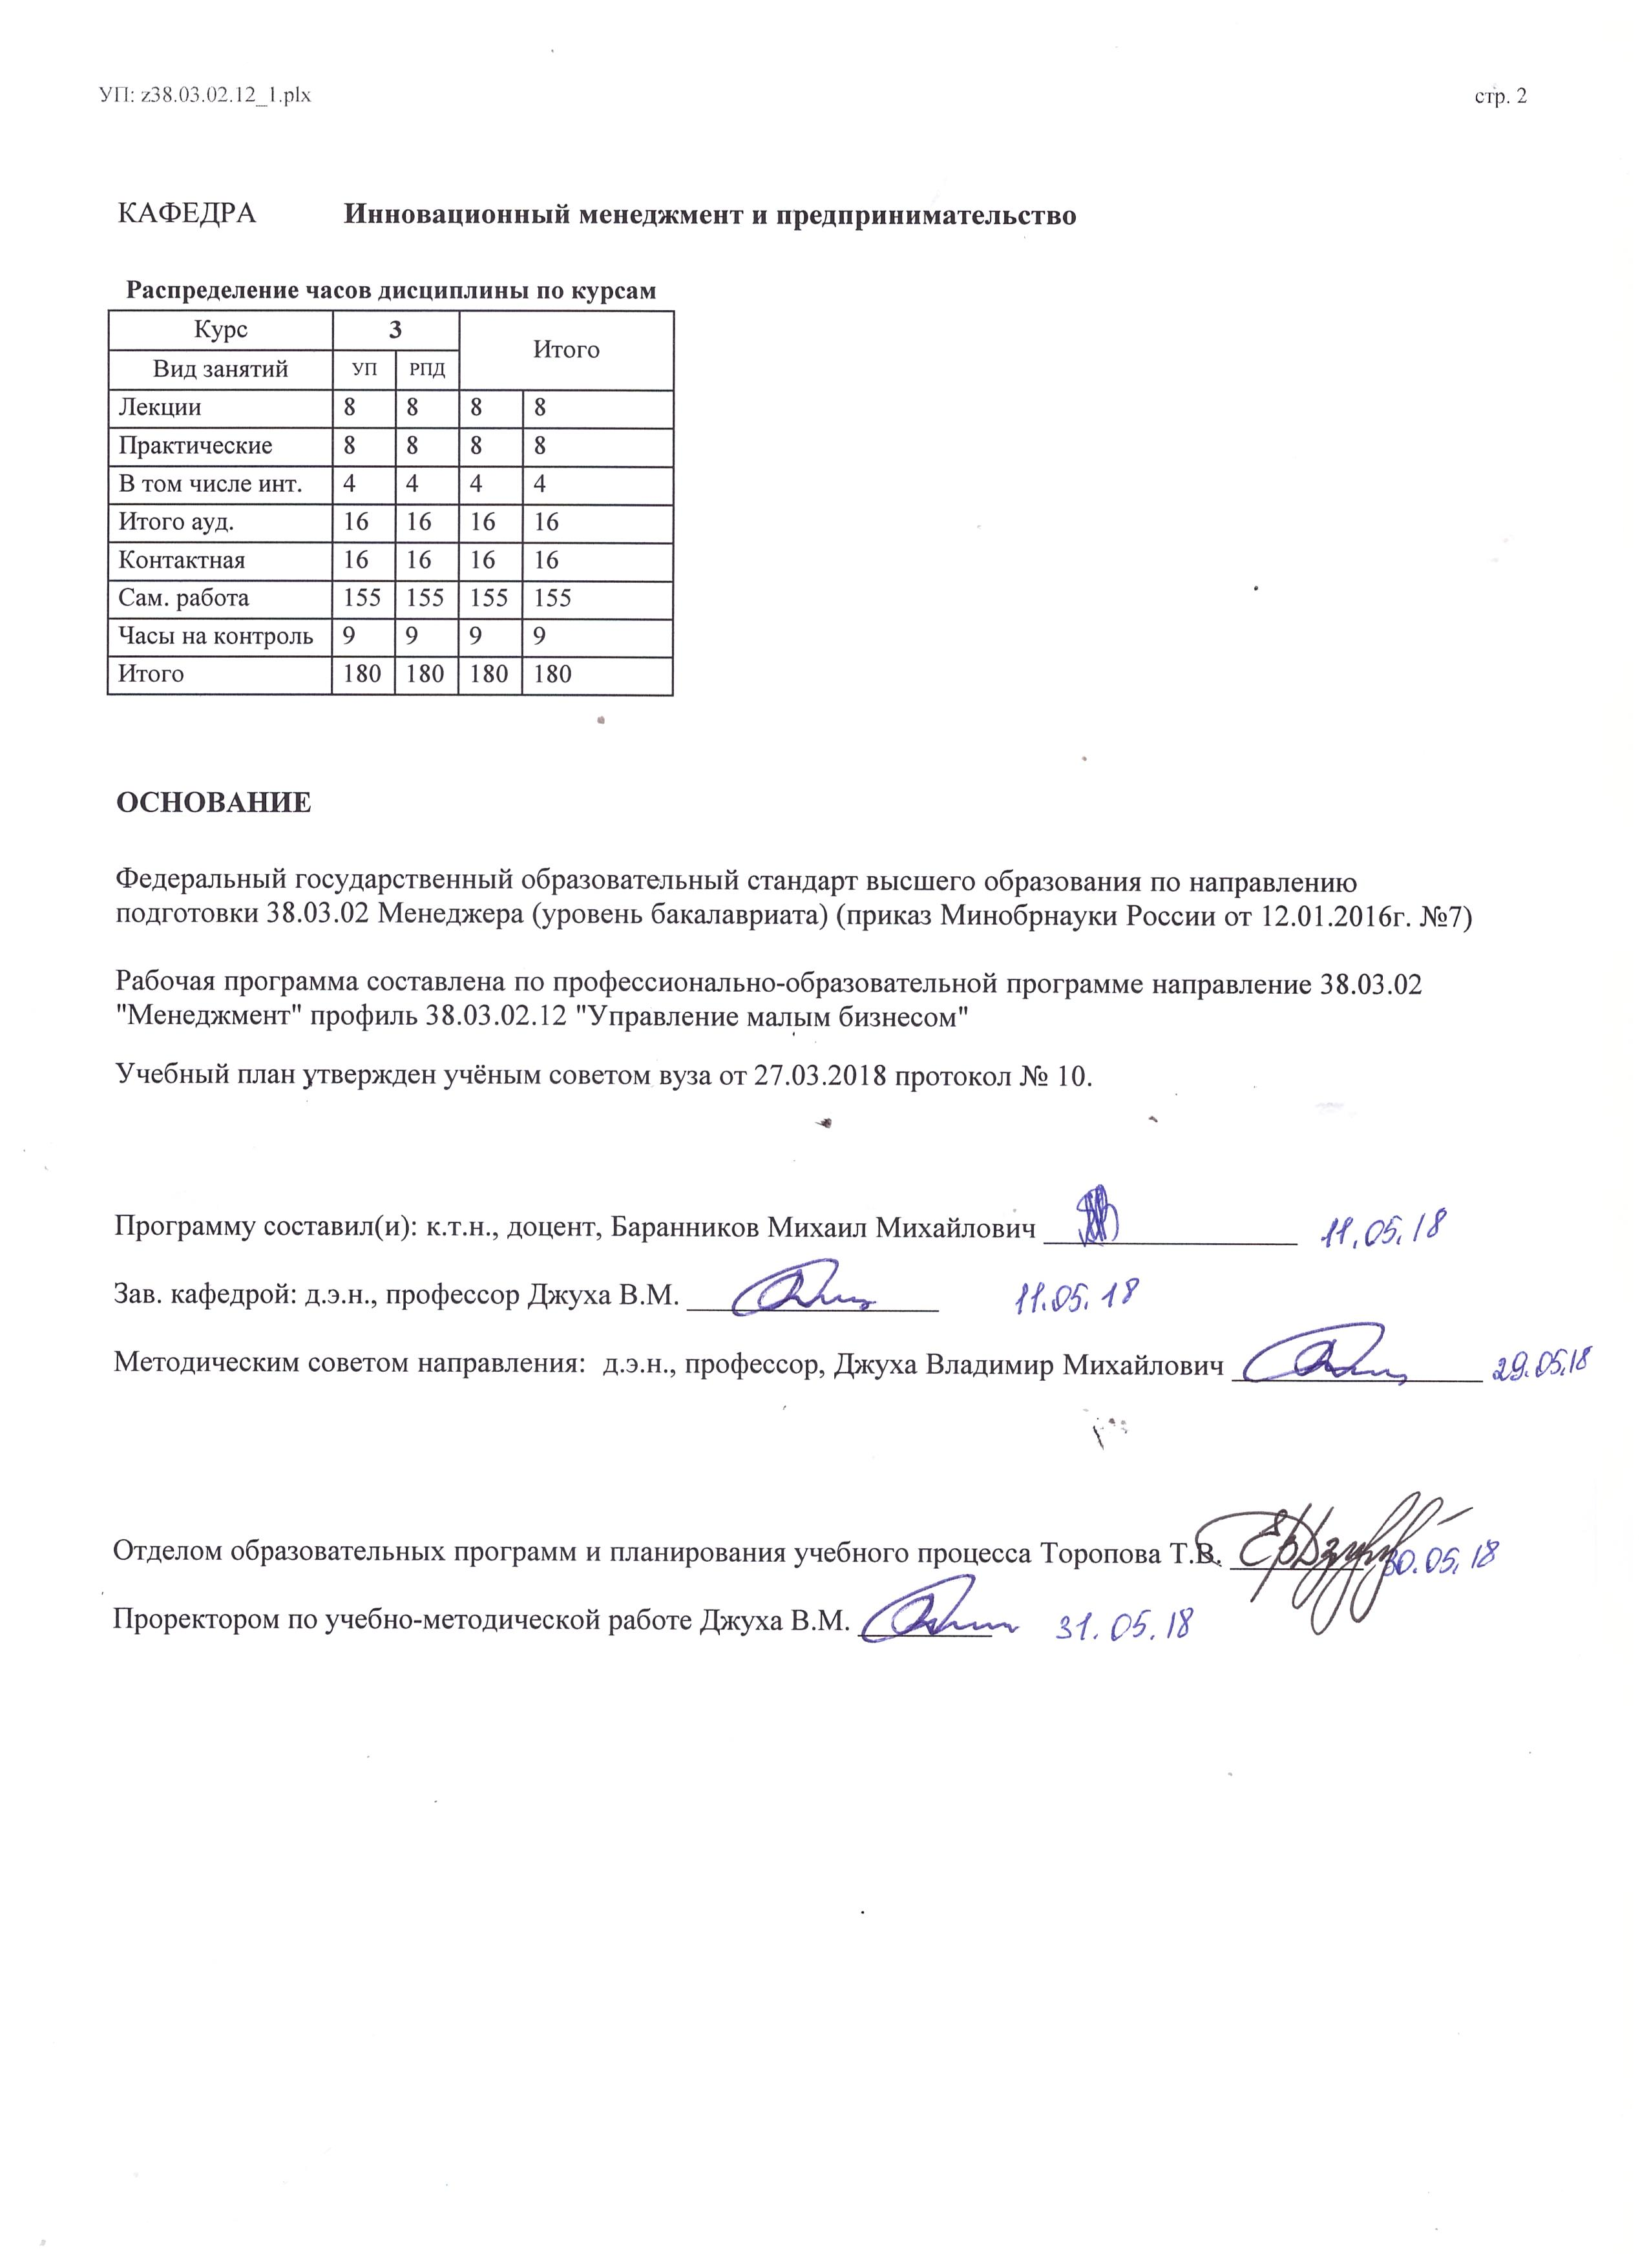 УП: z38.03.02.12_1.plx стр. 2
КАФЕДРА Инновационный менеджмент и предпринимательство
Распределение часов дисциплины по курсам
Курс 3 Итого
Вид занятий УП РПД
Лекции 8 8 8 8
Практические 8 8 8 8
В том числе инт. 4 4 4 4
Итого ауд. 16 16 16 16
Контактная 16 16 16 16
Сам. работа 155 155 155 155
Часы на контроль 9 9 9 9
Итого 180 180 180 180
ОСНОВАНИЕ
Федеральный государственный образовательный стандарт высшего образования по направлению
подготовки 38.03.02 Менеджера (уровень бакалавриата) (приказ Минобрнауки России от 12.01.2016г. №7)
Рабочая программа составлена по профессионально-образовательной программе направление 38.03.02
"Менеджмент" профиль 38.03.02.12 "Управление малым бизнесом"
Учебный план утвержден учёным советом вуза от 27.03.2018 протокол № 10.
Программу составил(и): к.т.н., доцент, Баранников Михаил Михайлович 11.05.18
Зав. кафедрой: д.э.н., профессор Джуха В.М. 11.05.18
Методическим советом направления: д.э.н., профессор, Джуха Владимир Михайлович 29.05.18
Отделом образовательных программ и планирования учебного процесса Торопова Т.В. 30.05.18
Проректором по учебно-методической работе Джуха В.М. 31.05.18